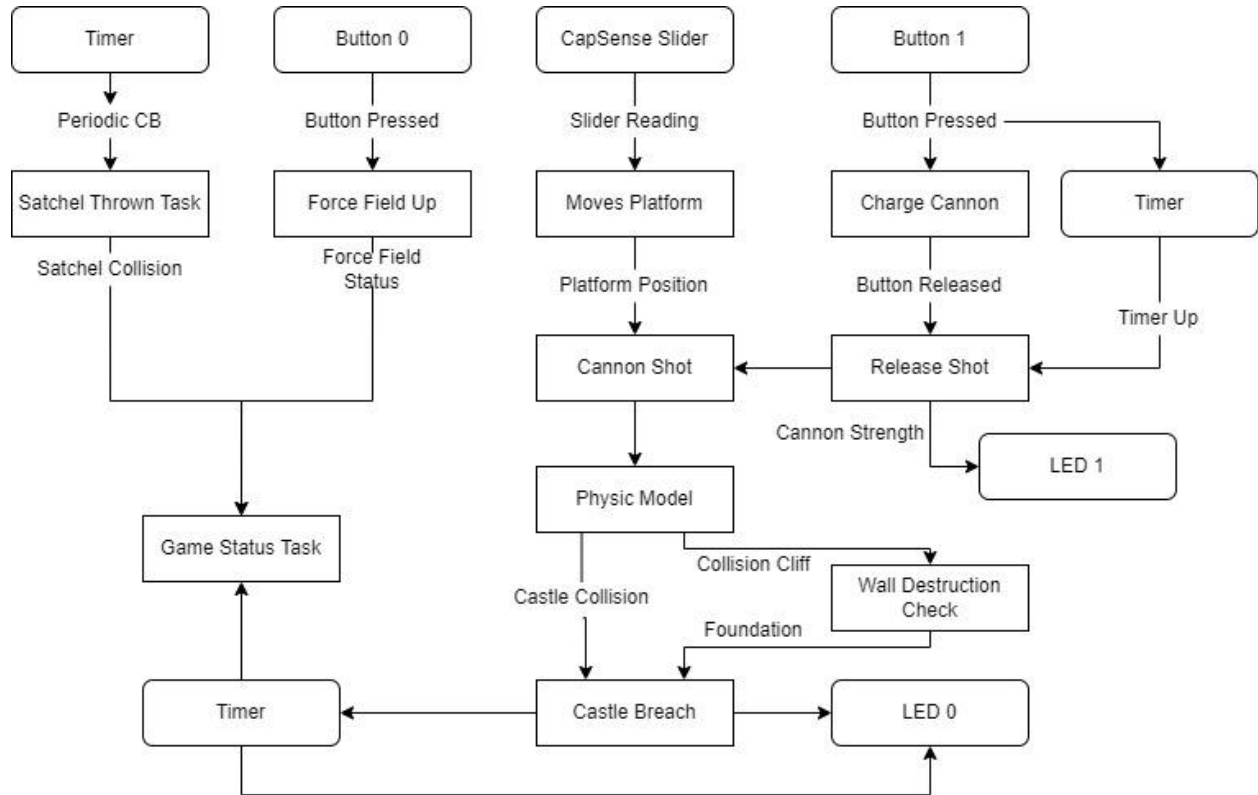 Timer
Button 0
CapSense Slider
Button 1
Periodic CB
Button Pressed
Slider Reading
Button Pressed
Satchel Thrown Task
Force Field Up
Moves Platform
Charge Cannon
Timer
Satchel Collision
Force Field
Status
Platform Position
Button Released
Timer Up
Cannon Shot
Release Shot
Cannon Strength
LED 1
Physic Model
Game Status Task
Collision Cliff
Wall Destruction
Check
Castle Collision
Foundation
Timer
Castle Breach
LED 0